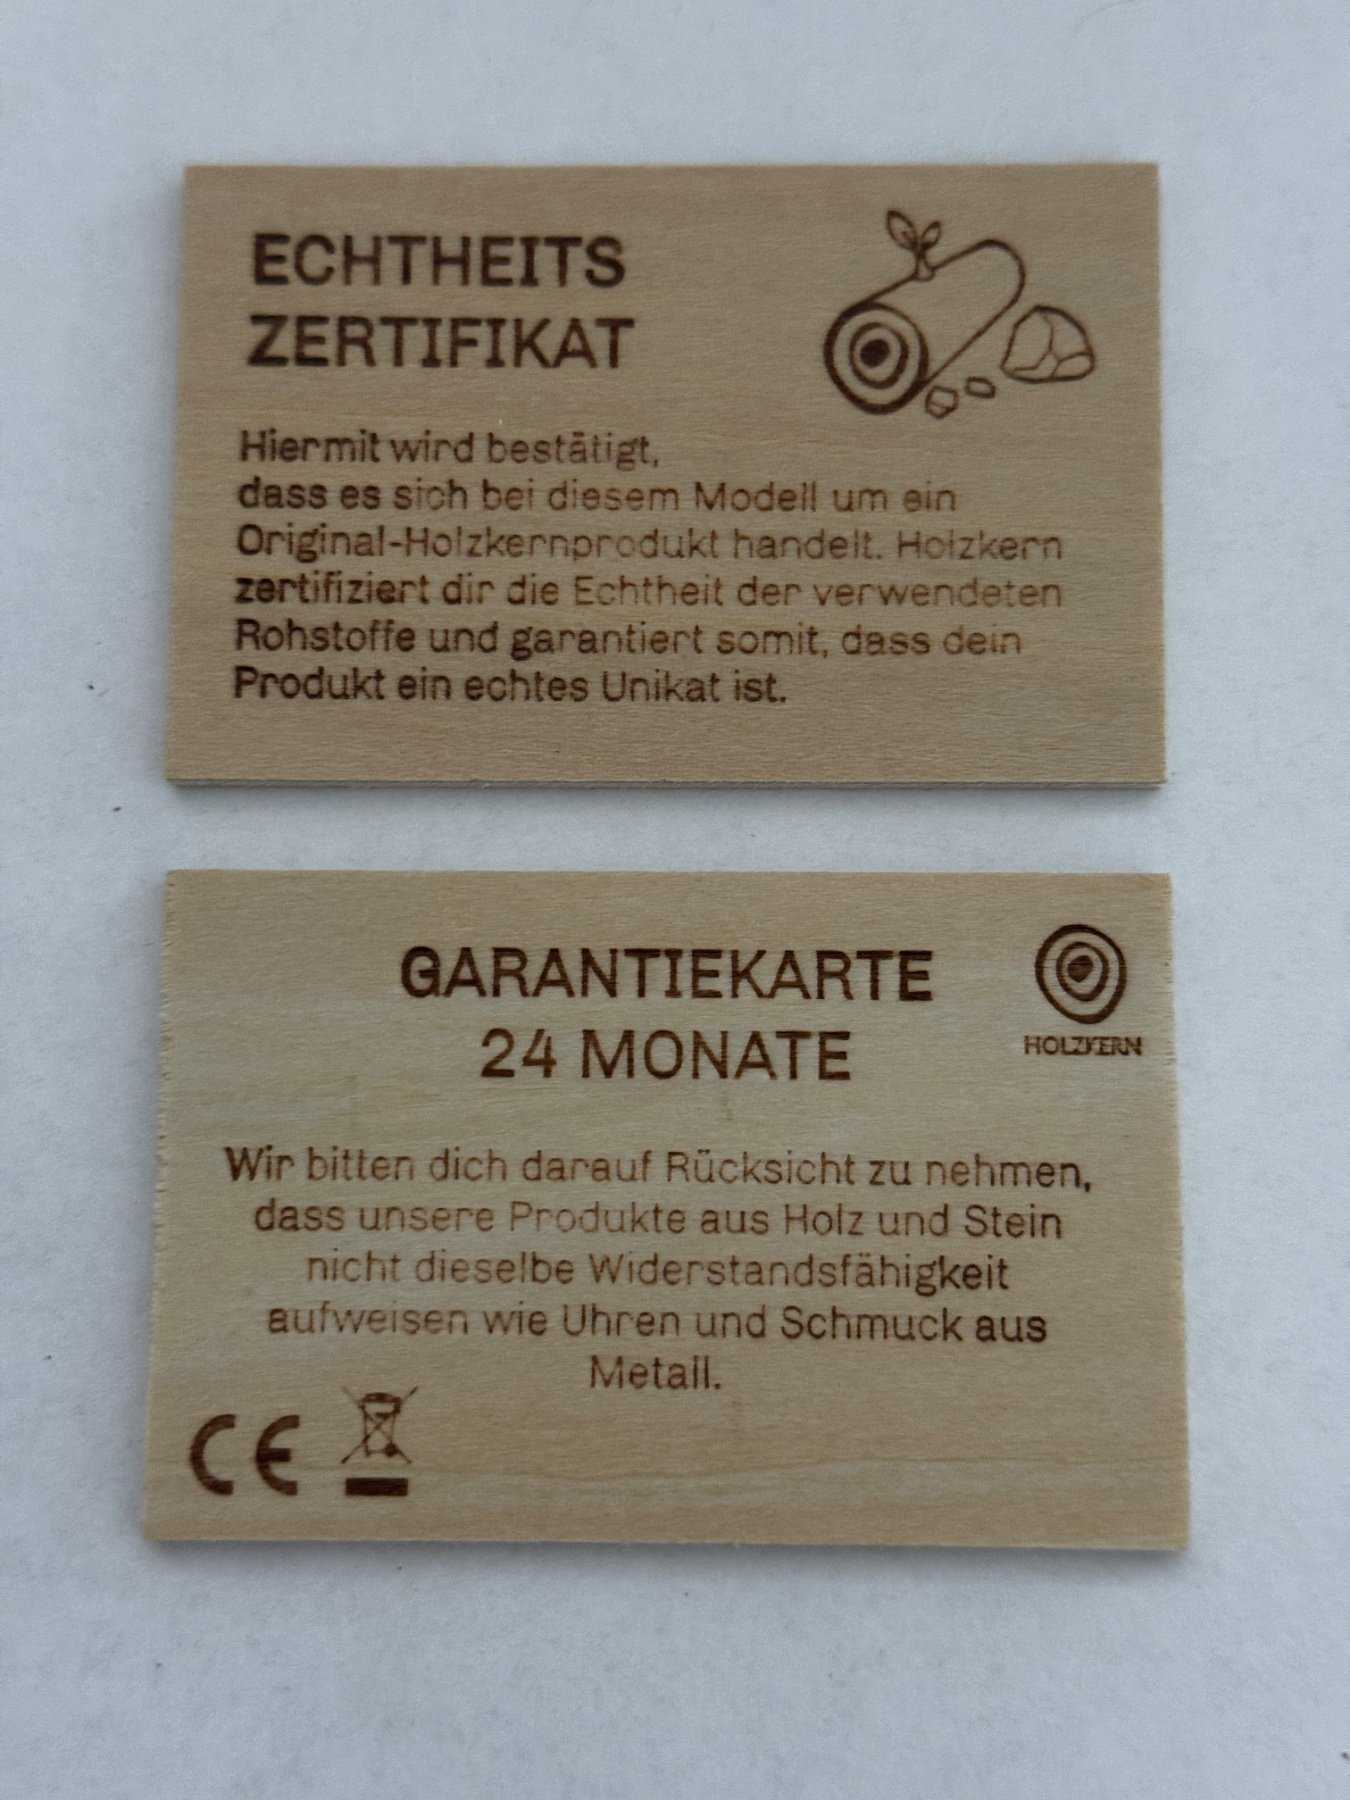 ECHTHEITS
ZERTIFIKAT
Hiermit wird bestätigt,
dass es sich bei diesem Modell um ein
Original-Holzkernprodukt handelt. Holzkern
zertifiziert dir die Echtheit der verwendeten
Rohstoffe und garantiert somit, dass dein
Produkt ein echtes Unikat ist.
GARANTIEKARTE
24 MONATE
HOLZKERN
Wir bitten dich darauf Rücksicht zu nehmen,
dass unsere Produkte aus Holz und Stein
nicht dieselbe Widerstandsfähigkeit
aufweisen wie Uhren und Schmuck aus
Metall.
CE